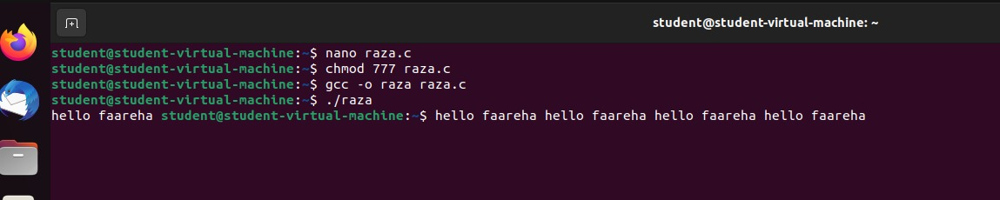 student@student-virtual-machine: ~
student@student-virtual-machine:~$ nano raza.c
student@student-virtual-machine:~$ chmod 777 raza.c
student@student-virtual-machine:~$ gcc -o raza raza.c
student@student-virtual-machine:~$ ./raza
hello faareha student@student-virtual-machine:~$ hello faareha hello faareha hello faareha hello faareha